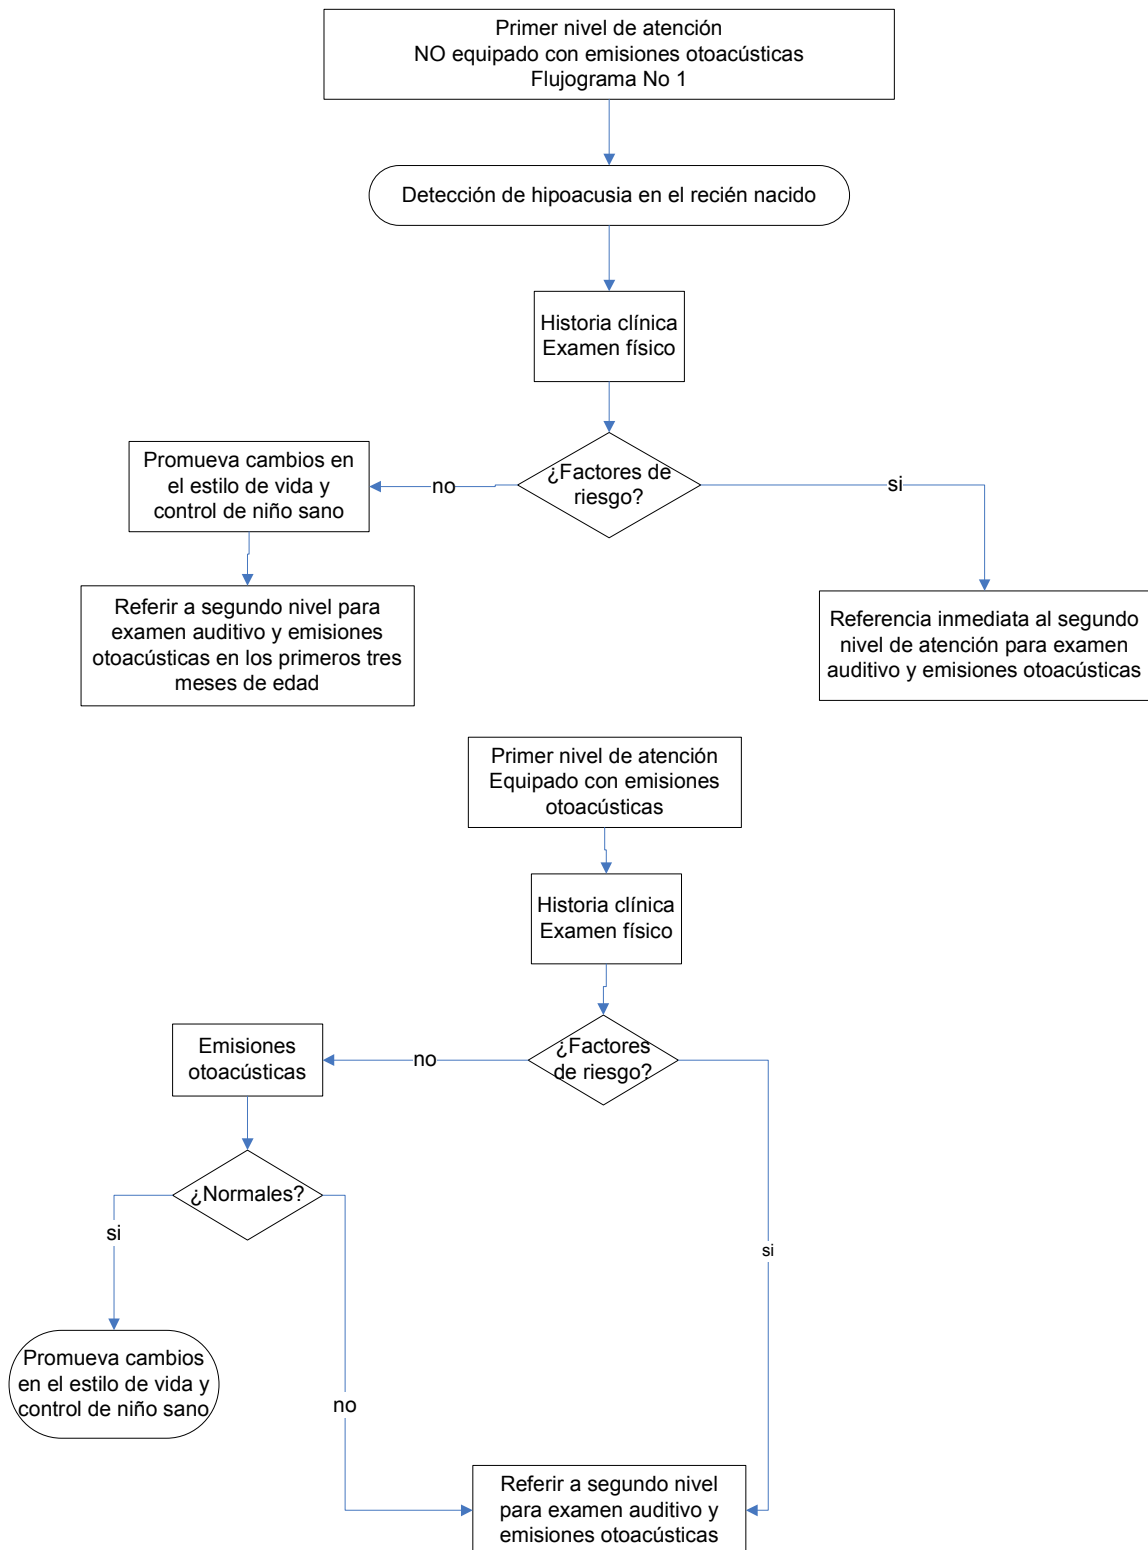 Primer nivel de atención
NO equipado con emisiones otoacústicas
Flujograma No 1
Detección de hipoacusia en el recién nacido
Historia clínica
Examen físico
¿Factores de
riesgo?
no
si
Promueva cambios en
el estilo de vida y
control de niño sano
Referir a segundo nivel para
examen auditivo y emisiones
otoacústicas en los primeros tres
meses de edad
Referencia inmediata al segundo
nivel de atención para examen
auditivo y emisiones otoacústicas
Primer nivel de atención
Equipado con emisiones
otoacústicas
Historia clínica
Examen físico
¿Factores
de riesgo?
no
si
Emisiones
otoacústicas
¿Normales?
si
no
Promueva cambios
en el estilo de vida y
control de niño sano
Referir a segundo nivel
para examen auditivo y
emisiones otoacústicas